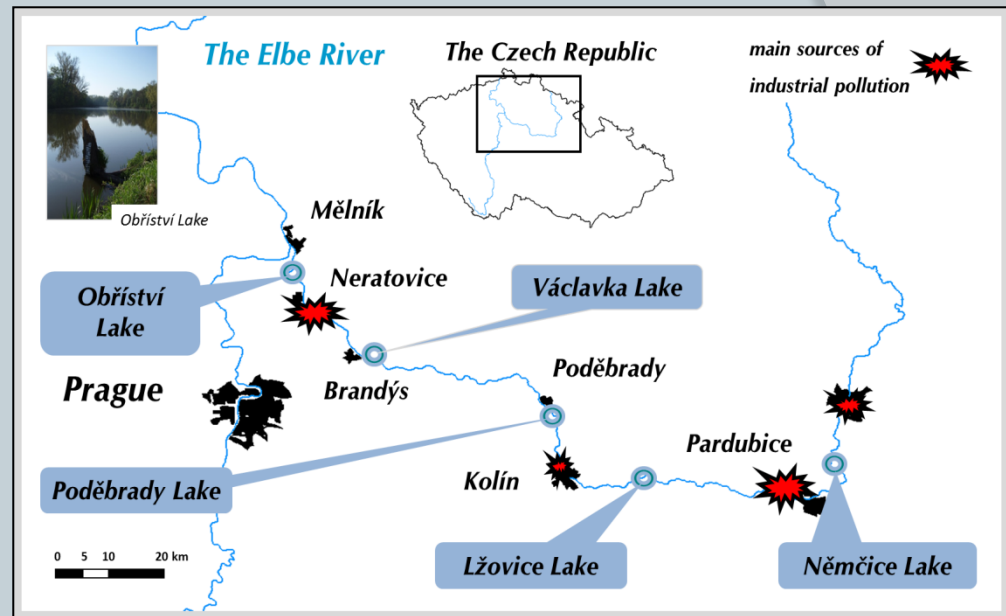 The Elbe River
The Czech Republic
main sources of
industrial pollution
Obříství Lake
Mělník
Neratovice
Obříství
Lake
Václavka Lake
Prague
Brandýs
Poděbrady
Poděbrady Lake
Kolín
Pardubice
Lžovice Lake
Němčice Lake
0 5 10 20 km